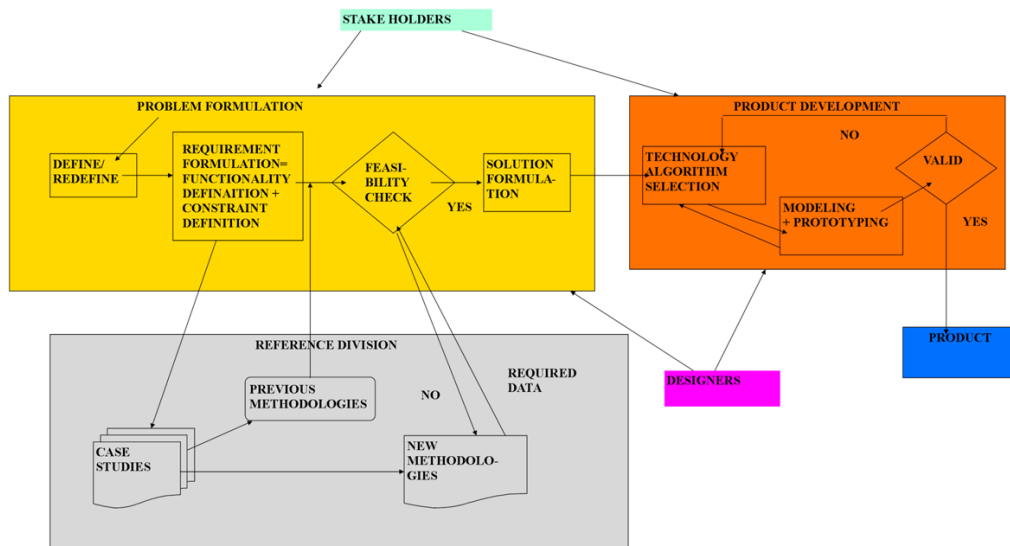 STAKE HOLDERS
PROBLEM FORMULATION
DEFINE/
REDEFINE
REQUIREMENT
FORMULATION=
FUNCTIONALITY
DEFINAITION +
CONSTRAINT
DEFINITION
FEASI-
BILITY
CHECK
YES
SOLUTION
FORMULA-
TION
PRODUCT DEVELOPMENT
NO
TECHNOLOGY
ALGORITHM
SELECTION
VALID
MODELING
+ PROTOTYPING
YES
REFERENCE DIVISION
PREVIOUS
METHODOLOGIES
NO
REQUIRED
DATA
CASE
STUDIES
NEW
METHODOLO-
GIES
DESIGNERS
PRODUCT